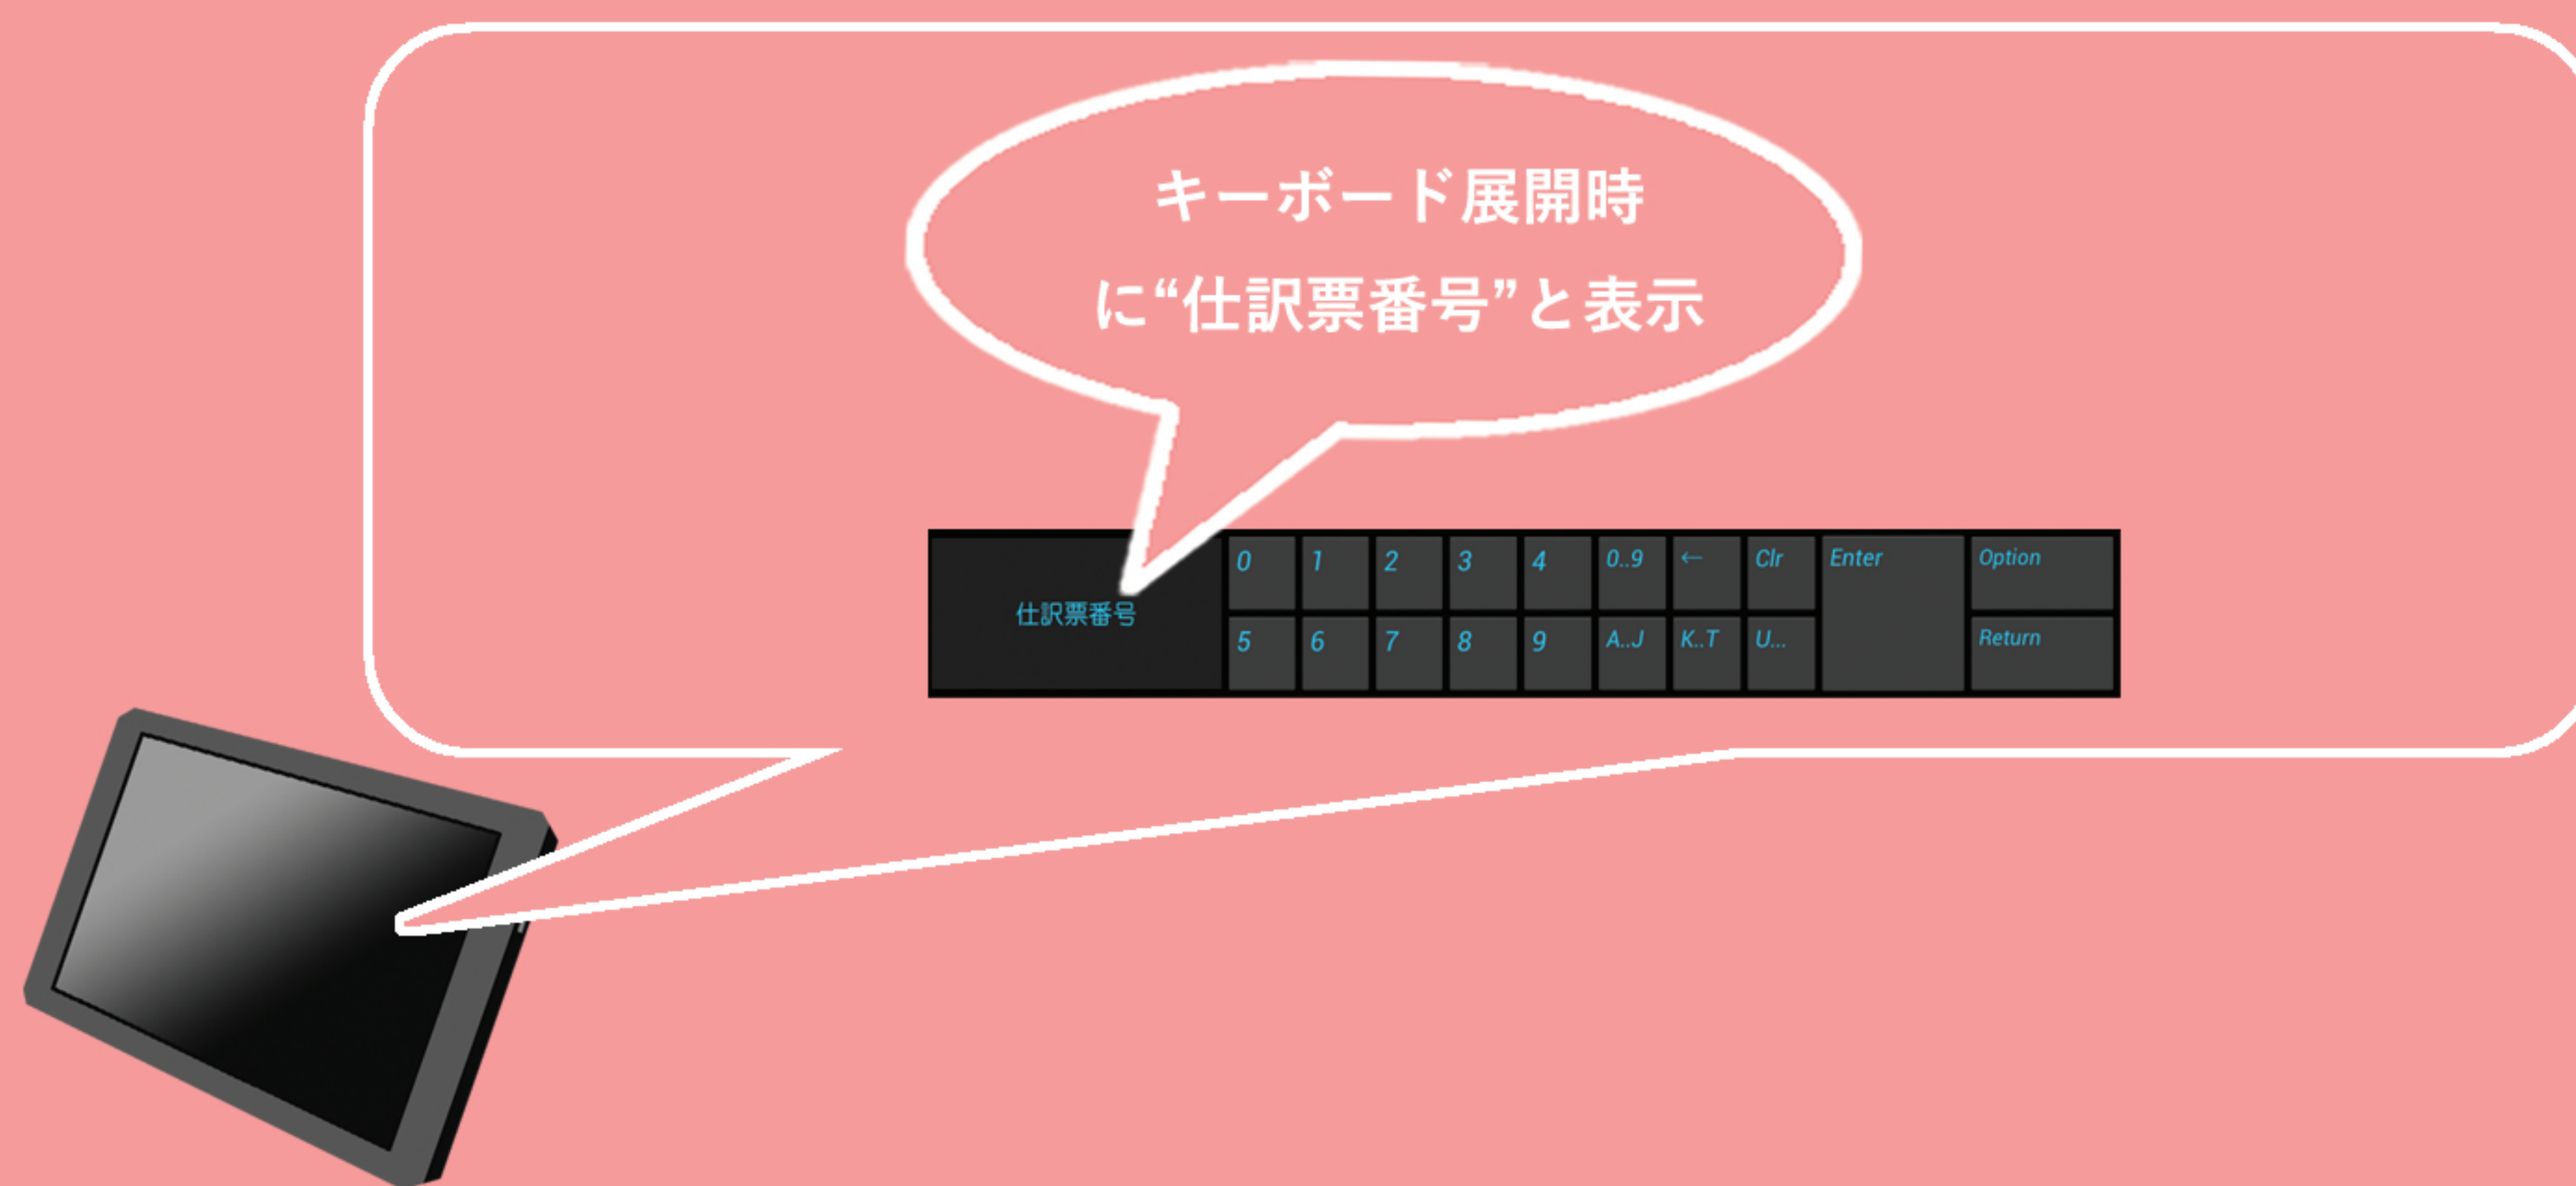 キーボード展開時
に“仕訳票番号”と表示
仕訳票番号
0 1 2 3 4 0..9 ← Clr Enter Option
5 6 7 8 9 A..J K..T U... Return